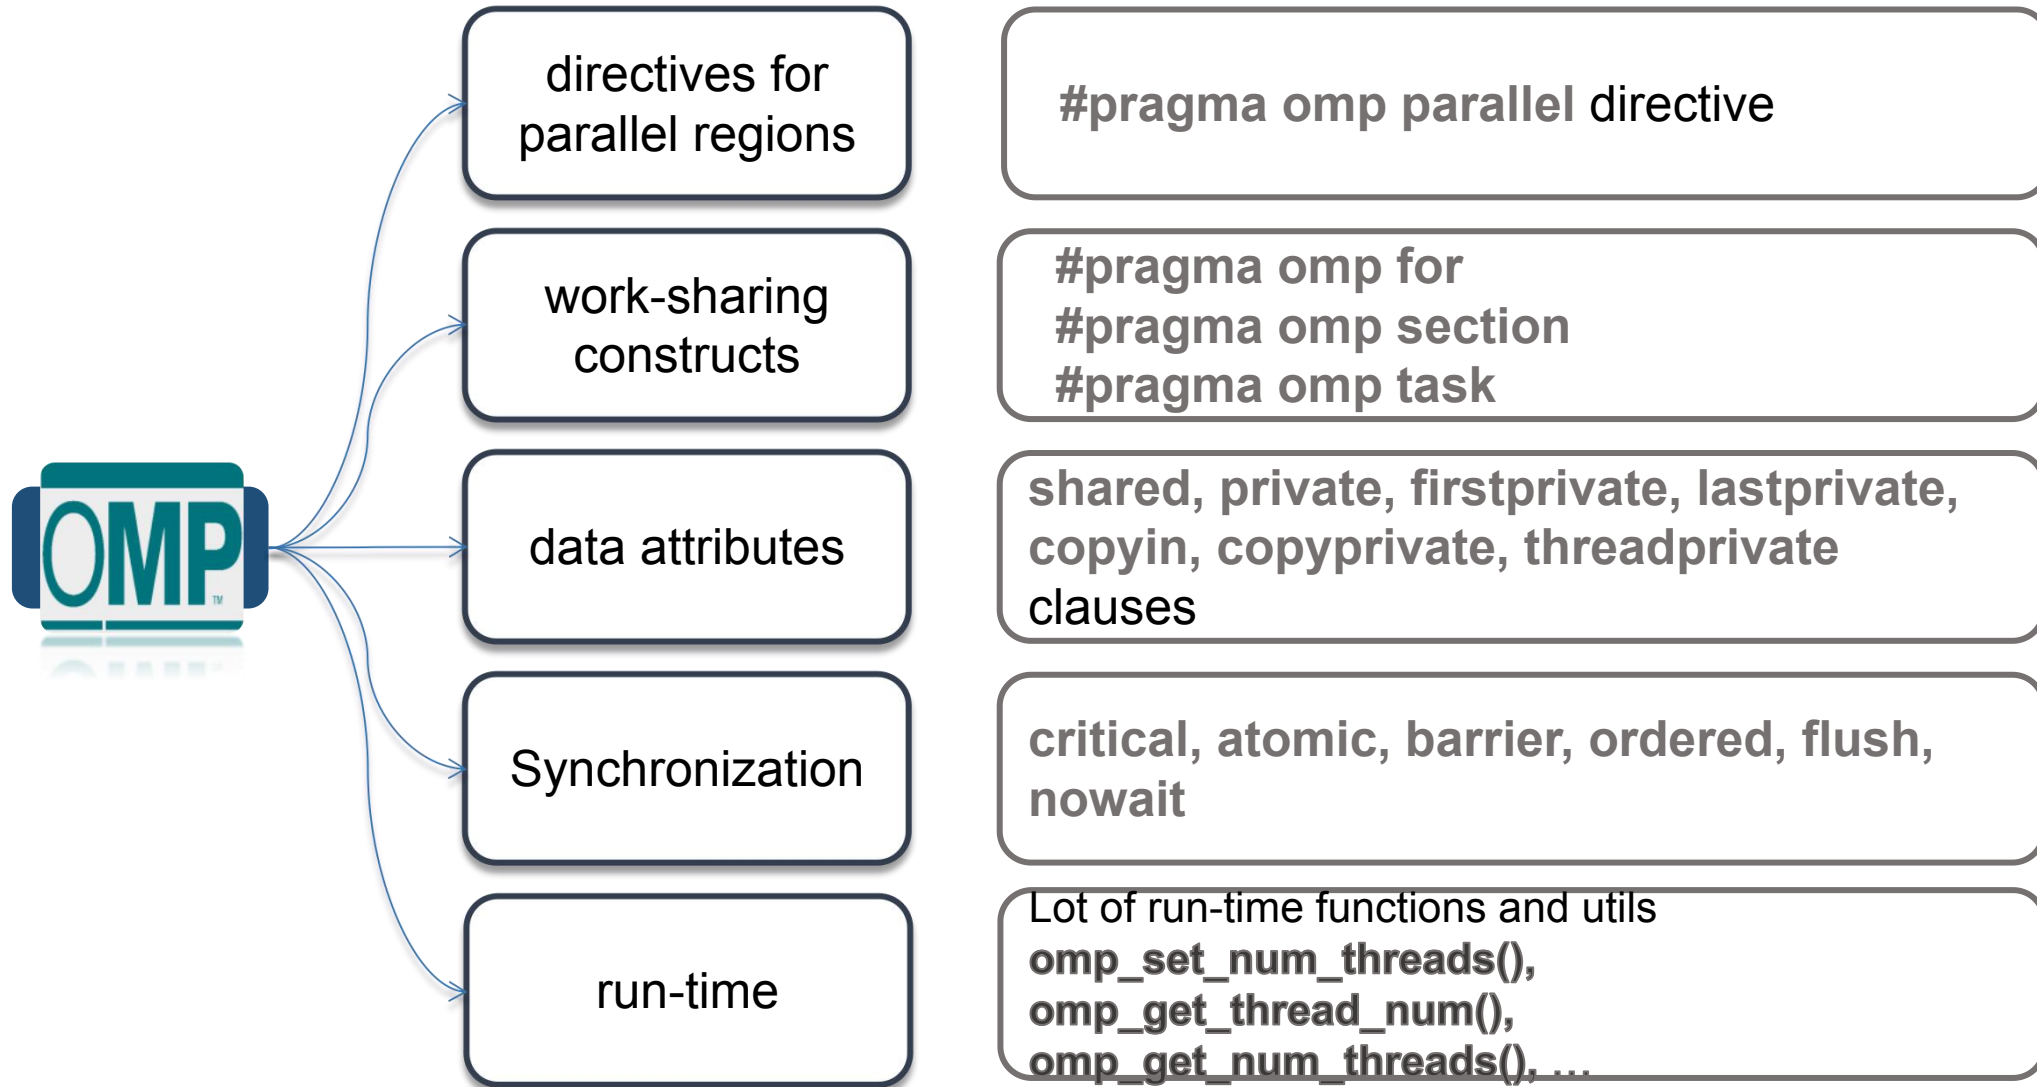 directives for
parallel regions
#pragma omp parallel directive
work-sharing
constructs
#pragma omp for
#pragma omp section
#pragma omp task
OMP
TM
data attributes
shared, private, firstprivate, lastprivate,
copyin, copyprivate, threadprivate
clauses
Synchronization
critical, atomic, barrier, ordered, flush,
nowait
run-time
Lot of run-time functions and utils
omp_set_num_threads(),
omp_get_thread_num(),
omp_get_num_threads(), …